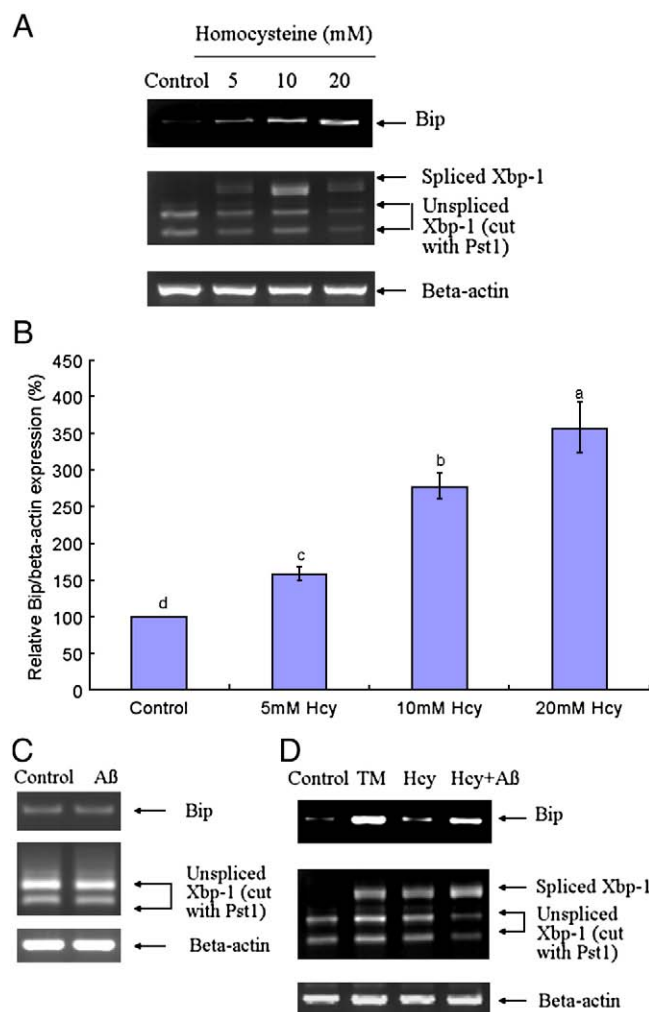 A
Homocysteine (mM)
Control 5 10 20
Bip
Spliced Xbp-1
Unspliced
Xbp-1 (cut
with Pst1)
Beta-actin
B
Relative Bip/beta-actin expression (%)
450
400
350
300
250
200
150
100
50
0
d
c
b
a
Control 5mM Hcy 10mM Hcy 20mM Hcy
C
Control Aß
Bip
Unspliced
Xbp-1 (cut
with Pst1)
Beta-actin
D
Control TM Hcy Hcy+Aß
Bip
Spliced Xbp-1
Unspliced
Xbp-1 (cut
with Pst1)
Beta-actin